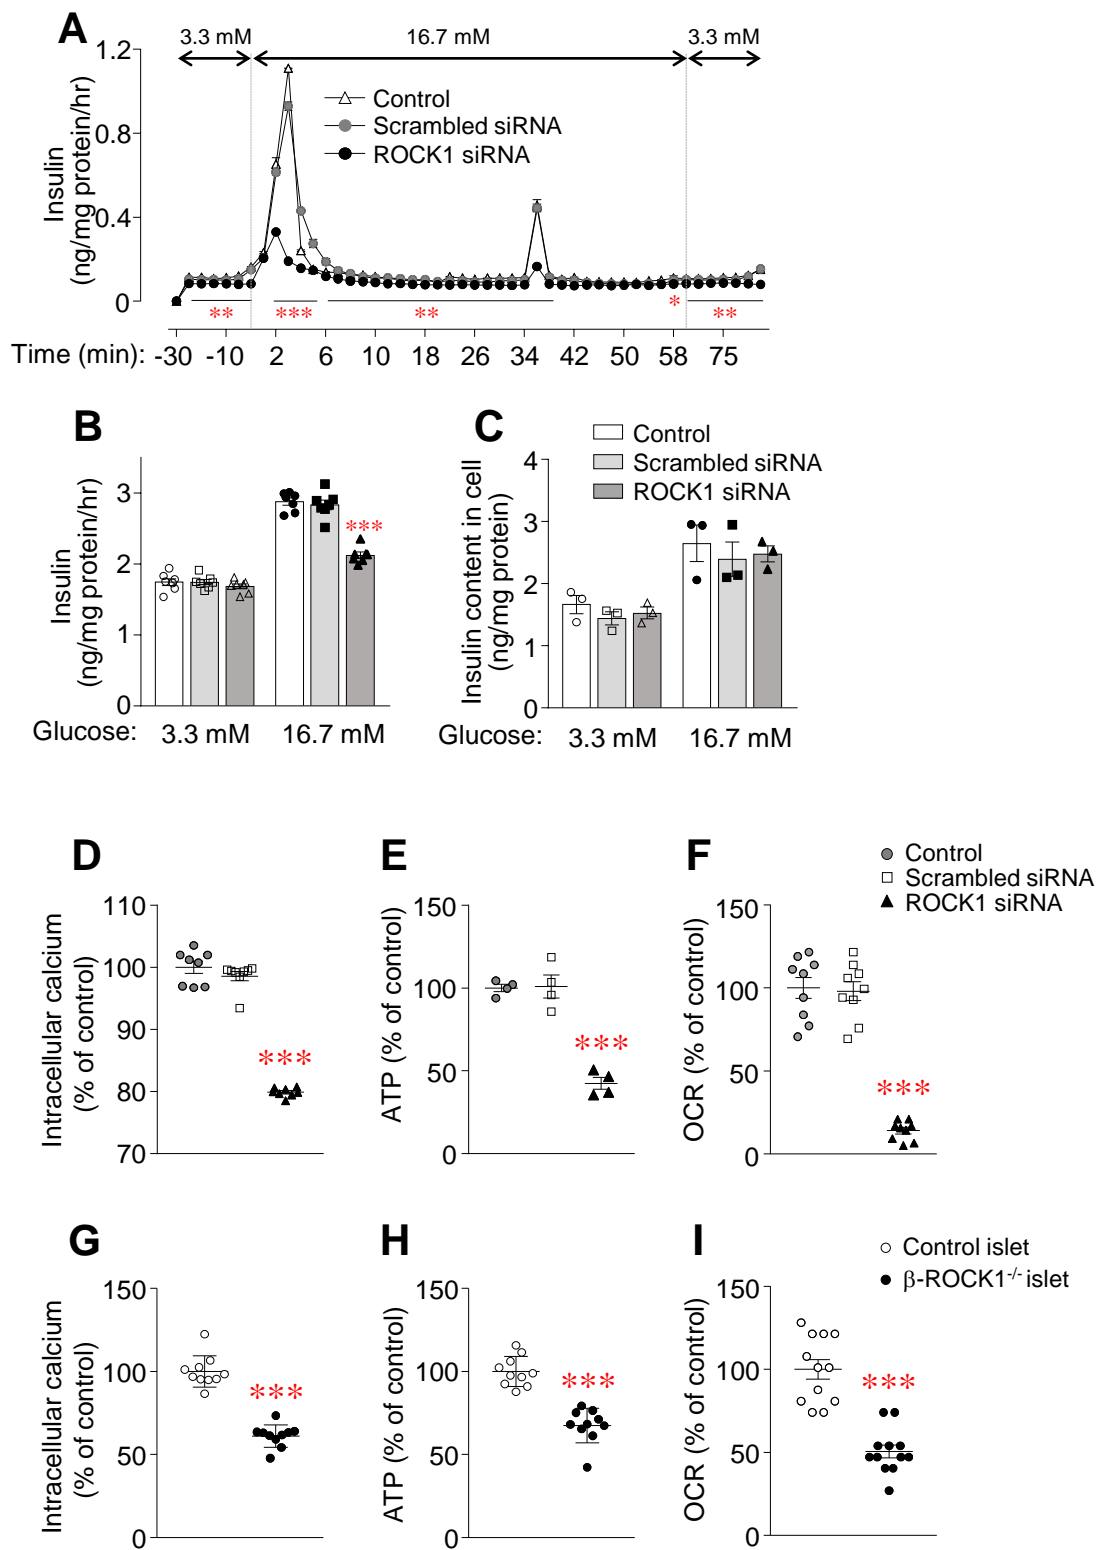 A
3.3 mM
16.7 mM
3.3 mM
1.2
0.8
0.4
0
Insulin
(ng/mg protein/hr)
Control
Scrambled siRNA
ROCK1 siRNA
**
***
**
*
**
Time (min): -30 -10 2 6 10 18 26 34 42 50 58 75
B
Insulin
(ng/mg protein/hr)
3
2
1
0
***
Glucose: 3.3 mM 16.7 mM
C
Control
Scrambled siRNA
ROCK1 siRNA
Insulin content in cell
(ng/mg protein)
4
3
2
1
0
Glucose: 3.3 mM 16.7 mM
D
Intracellular calcium
(% of control)
110
100
90
80
70
***
E
ATP (% of control)
150
100
50
0
***
F
Control
Scrambled siRNA
ROCK1 siRNA
OCR (% of control)
150
100
50
0
***
G
Intracellular calcium
(% of control)
150
100
50
0
***
H
ATP (% of control)
150
100
50
0
***
I
Control islet
β-ROCK1-/- islet
OCR (% of control)
150
100
50
0
***